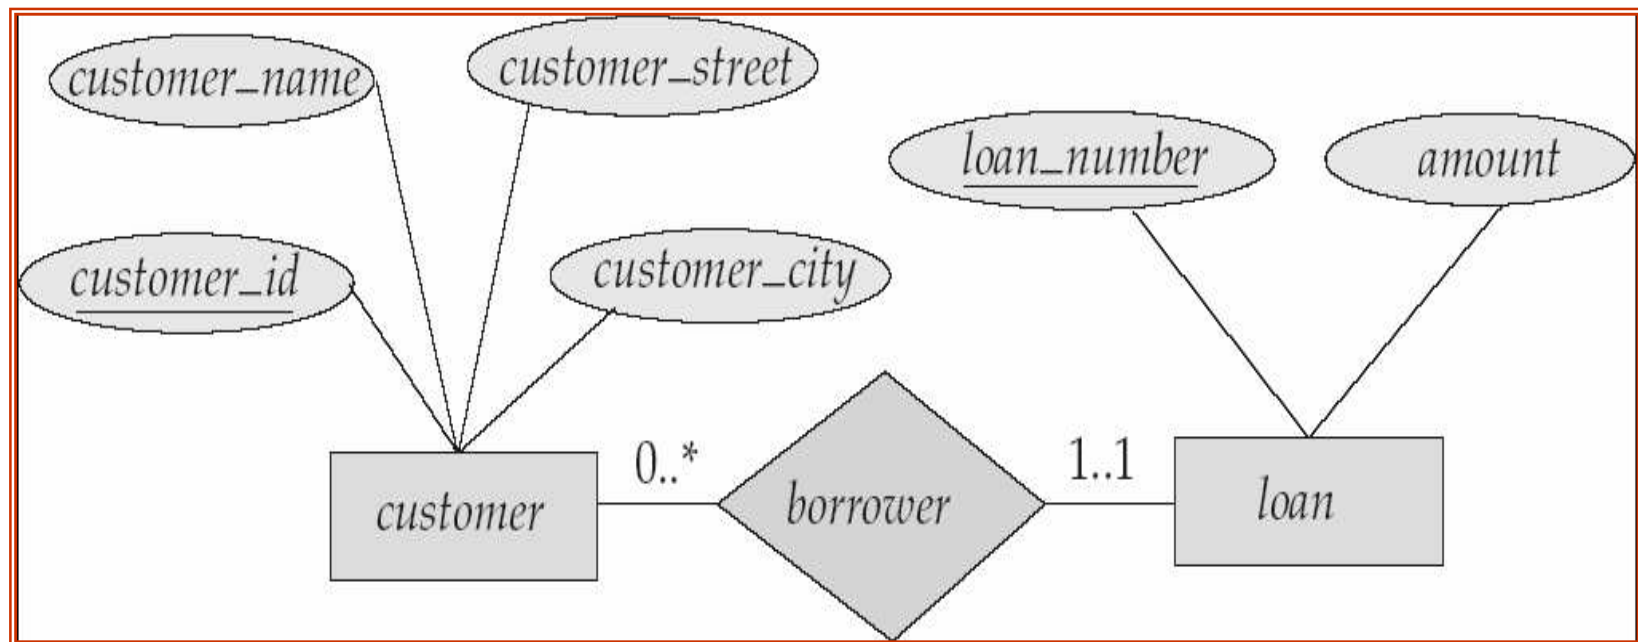 customer_name
customer_street
loan_number
amount
customer_id
customer_city
0..*
1..1
customer
borrower
loan